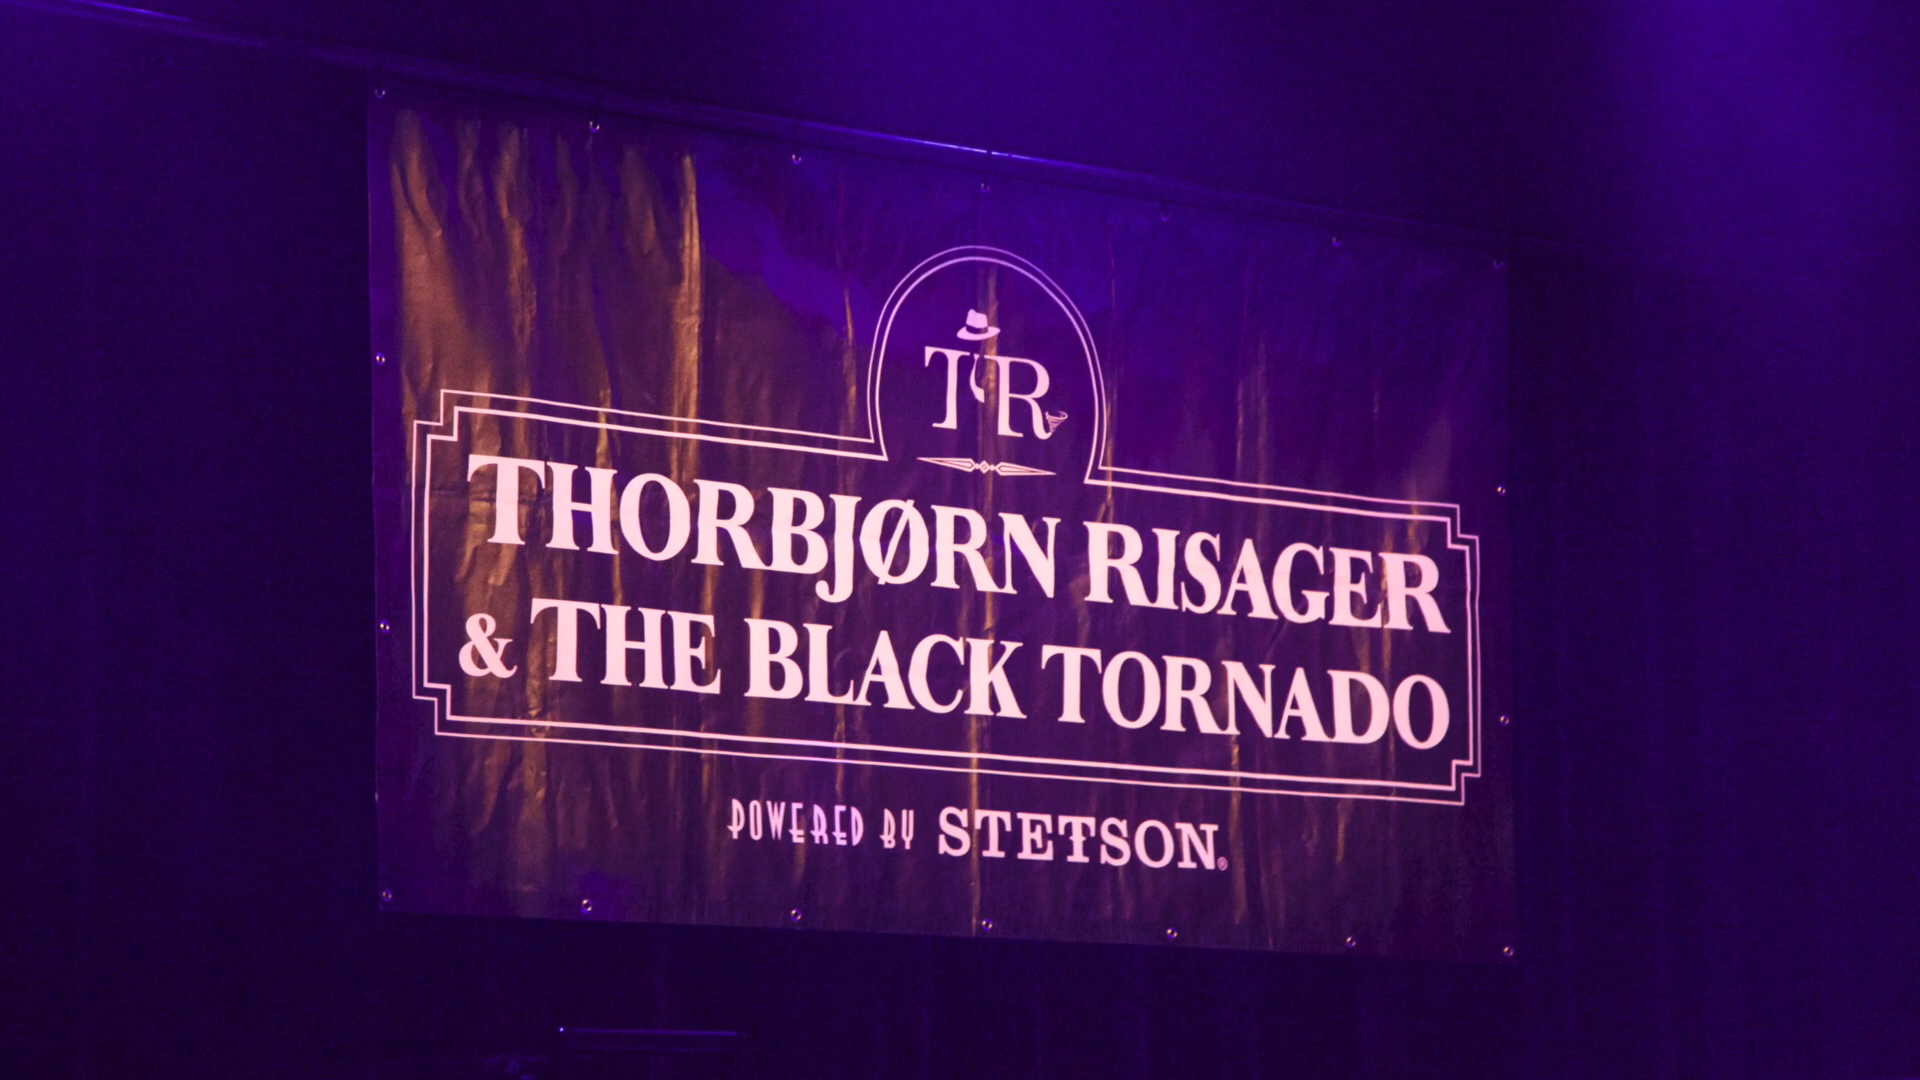 TR
THORBJØRN RISAGER
& THE BLACK TORNADO
POWERED BY STETSON®